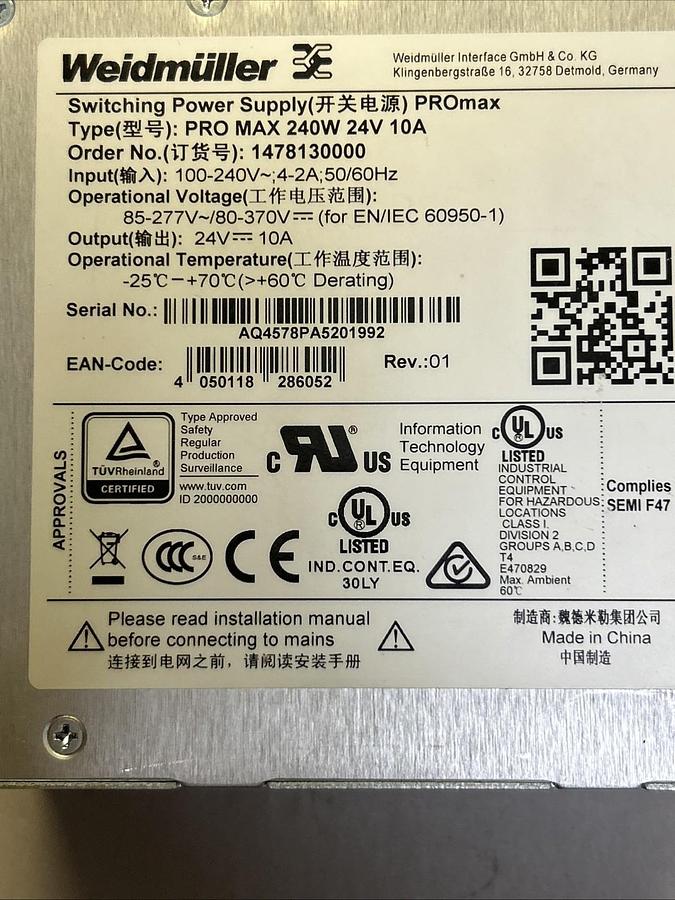 Weidmüller
Weidmüller Interface GmbH & Co. KG
Klingenbergstraße 16, 32758 Detmold, Germany
Switching Power Supply(开关电源) PROmax
Type(型号): PRO MAX 240W 24V 10A
Order No.(订货号): 1478130000
Input(输入): 100-240V~;4-2A;50/60Hz
Operational Voltage(工作电压范围):
85-277V~/80-370V⎓ (for EN/IEC 60950-1)
Output(输出): 24V⎓ 10A
Operational Temperature(工作温度范围):
-25℃－+70℃(>+60℃ Derating)
Serial No.:
AQ4578PA5201992
EAN-Code:
4 050118 286052
Rev.:01
APPROVALS
TÜVRheinland®
CERTIFIED
Type Approved
Safety
Regular
Production
Surveillance
www.tuv.com
ID 2000000000
c RU® US
Information
Technology
Equipment
c UL® US
LISTED
IND.CONT.EQ.
30LY
c UL® US
LISTED
INDUSTRIAL
CONTROL
EQUIPMENT
FOR HAZARDOUS
LOCATIONS
CLASS I,
DIVISION 2
GROUPS A,B,C,D
T4
E470829
Max. Ambient
60℃
Complies
SEMI F47
CCC S&E
CE
Please read installation manual
before connecting to mains
连接到电网之前，请阅读安装手册
制造商:魏德米勒集团公司
Made in China
中国制造